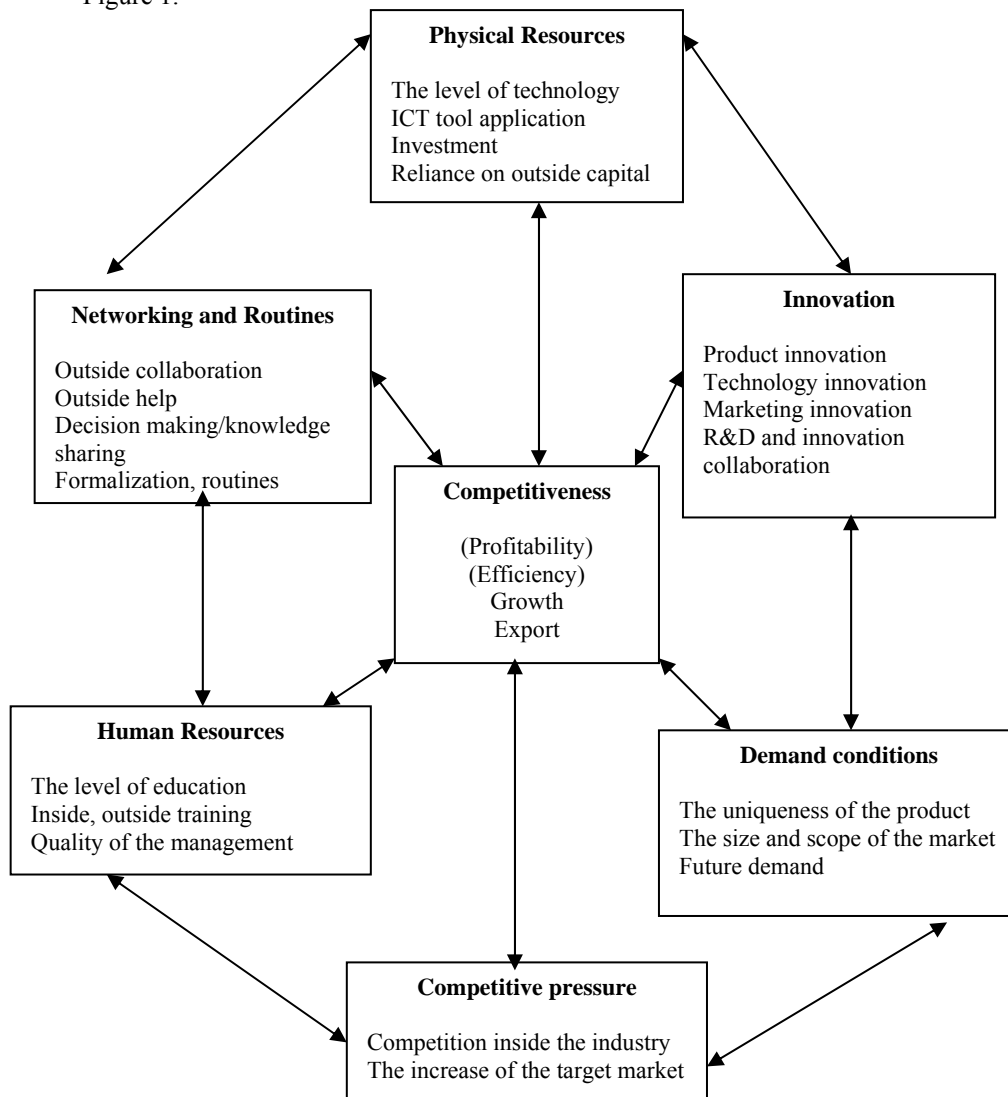 Figure 1.
Physical Resources
The level of technology
ICT tool application
Investment
Reliance on outside capital
Networking and Routines
Outside collaboration
Outside help
Decision making/knowledge
sharing
Formalization, routines
Innovation
Product innovation
Technology innovation
Marketing innovation
R&D and innovation
collaboration
Competitiveness
(Profitability)
(Efficiency)
Growth
Export
Human Resources
The level of education
Inside, outside training
Quality of the management
Demand conditions
The uniqueness of the product
The size and scope of the market
Future demand
Competitive pressure
Competition inside the industry
The increase of the target market